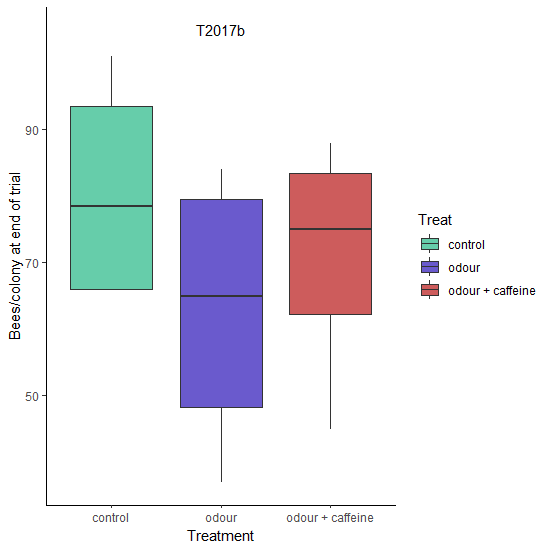 T2017b
Bees/colony at end of trial
90
70
50
control
odour
odour + caffeine
Treatment
Treat
control
odour
odour + caffeine